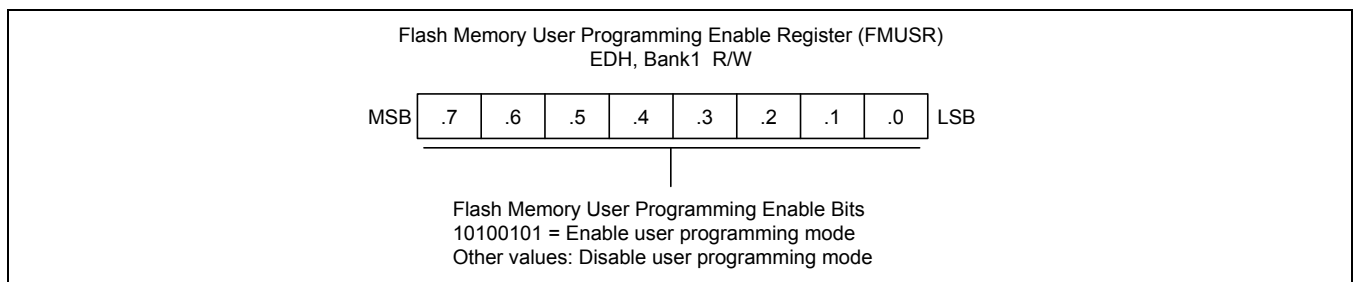 Flash Memory User Programming Enable Register (FMUSR)
EDH, Bank1 R/W
MSB .7 .6 .5 .4 .3 .2 .1 .0 LSB
Flash Memory User Programming Enable Bits
10100101 = Enable user programming mode
Other values: Disable user programming mode